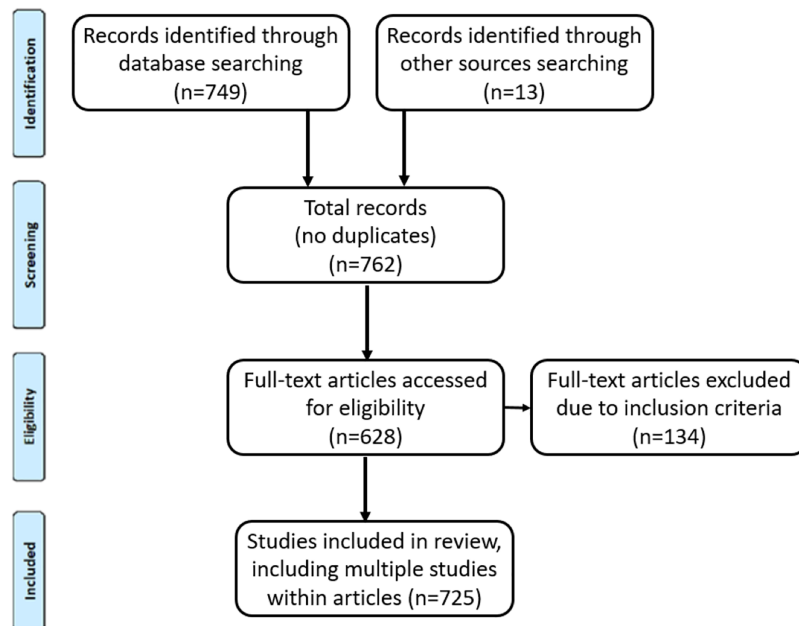 Identification
Records identified through
database searching
(n=749)
Records identified through
other sources searching
(n=13)
Screening
Total records
(no duplicates)
(n=762)
Eligibility
Full-text articles accessed
for eligibility
(n=628)
Full-text articles excluded
due to inclusion criteria
(n=134)
Included
Studies included in review,
including multiple studies
within articles (n=725)